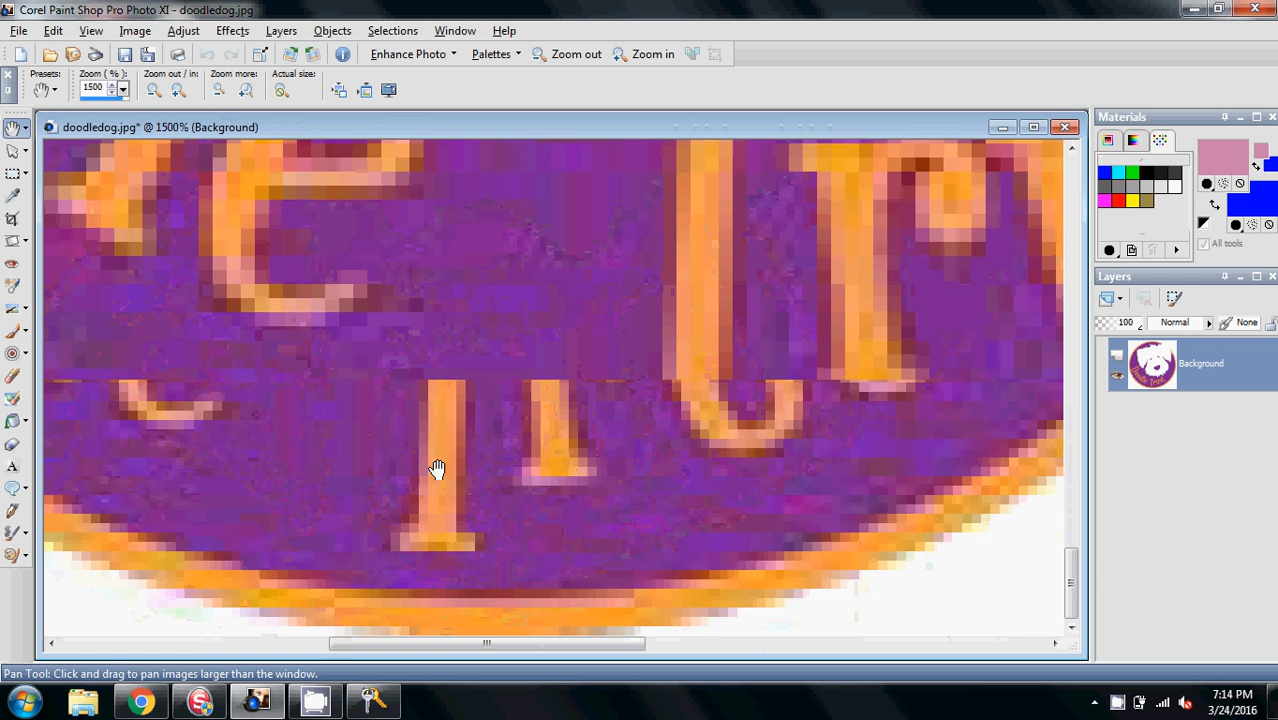 Corel Paint Shop Pro Photo XI - doodledog.jpg
File Edit View Image Adjust Effects Layers Objects Selections Window Help
Enhance Photo Palettes Zoom out Zoom in
Presets: Zoom ( % ): Zoom out / in: Zoom more: Actual size:
1500
doodledog.jpg* @ 1500% (Background)
Materials
All tools
Layers
100 Normal None
Background
Pan Tool: Click and drag to pan images larger than the window.
7:14 PM
3/24/2016